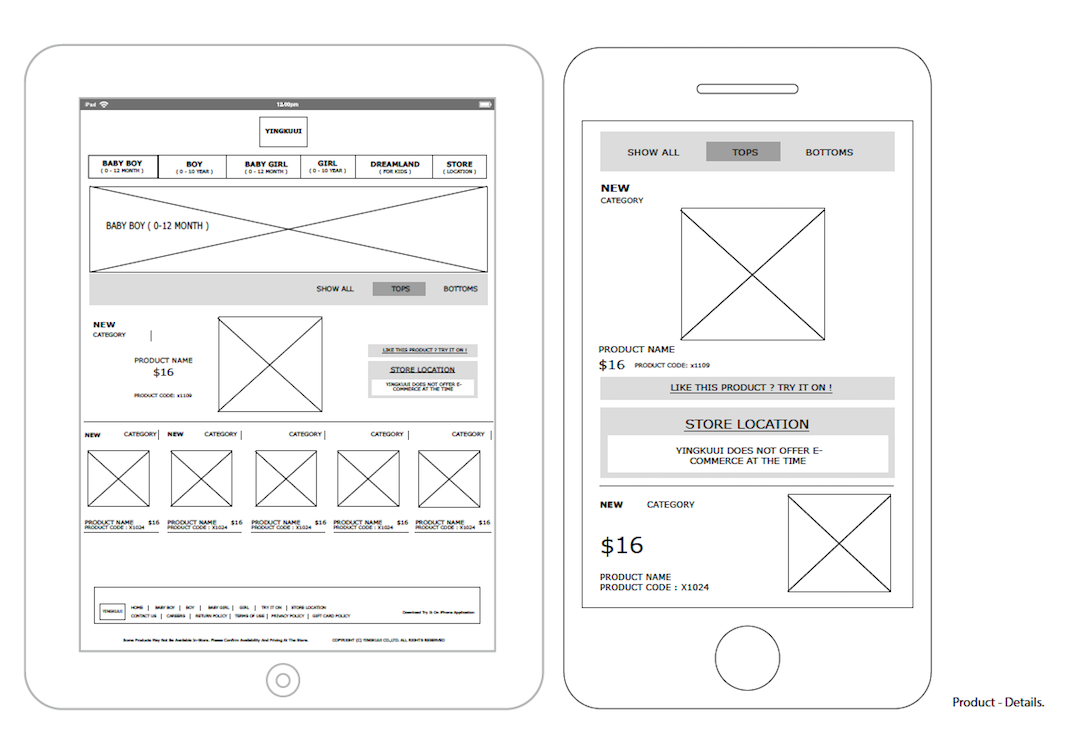 iPad 12.00pm
YINGKUUI
BABY BOY BOY BABY GIRL GIRL DREAMLAND STORE
( 0 - 12 MONTH ) ( 0 - 10 YEAR ) ( 0 - 12 MONTH ) ( 0 - 10 YEAR ) ( FOR KIDS ) ( LOCATION )
BABY BOY ( 0-12 MONTH )
SHOW ALL TOPS BOTTOMS
NEW
CATEGORY
PRODUCT NAME
$16
PRODUCT CODE: x1109
LIKE THIS PRODUCT ? TRY IT ON !
STORE LOCATION
YINGKUUI DOES NOT OFFER E-
COMMERCE AT THE TIME
NEW CATEGORY NEW CATEGORY CATEGORY CATEGORY CATEGORY
PRODUCT NAME $16 PRODUCT NAME $16 PRODUCT NAME $16 PRODUCT NAME $16 PRODUCT NAME $16
PRODUCT CODE : X1024 PRODUCT CODE : X1024 PRODUCT CODE : X1024 PRODUCT CODE : X1024 PRODUCT CODE : X1024
YINGKUUI
HOME | BABY BOY | BOY | BABY GIRL | GIRL | TRY IT ON | STORE LOCATION
CONTACT US | CAREERS | RETURN POLICY | TERMS OF USE | PRIVACY POLICY | GIFT CARD POLICY
Download Try It On iPhone Application
Some Products May Not Be Available In-Store. Please Confirm Availability And Pricing At The Store. COPYRIGHT (C) YINGKUUI CO.,LTD. ALL RIGHTS RESERVED
SHOW ALL TOPS BOTTOMS
NEW
CATEGORY
PRODUCT NAME
$16 PRODUCT CODE: x1109
LIKE THIS PRODUCT ? TRY IT ON !
STORE LOCATION
YINGKUUI DOES NOT OFFER E-
COMMERCE AT THE TIME
NEW CATEGORY
$16
PRODUCT NAME
PRODUCT CODE : X1024
Product - Details.